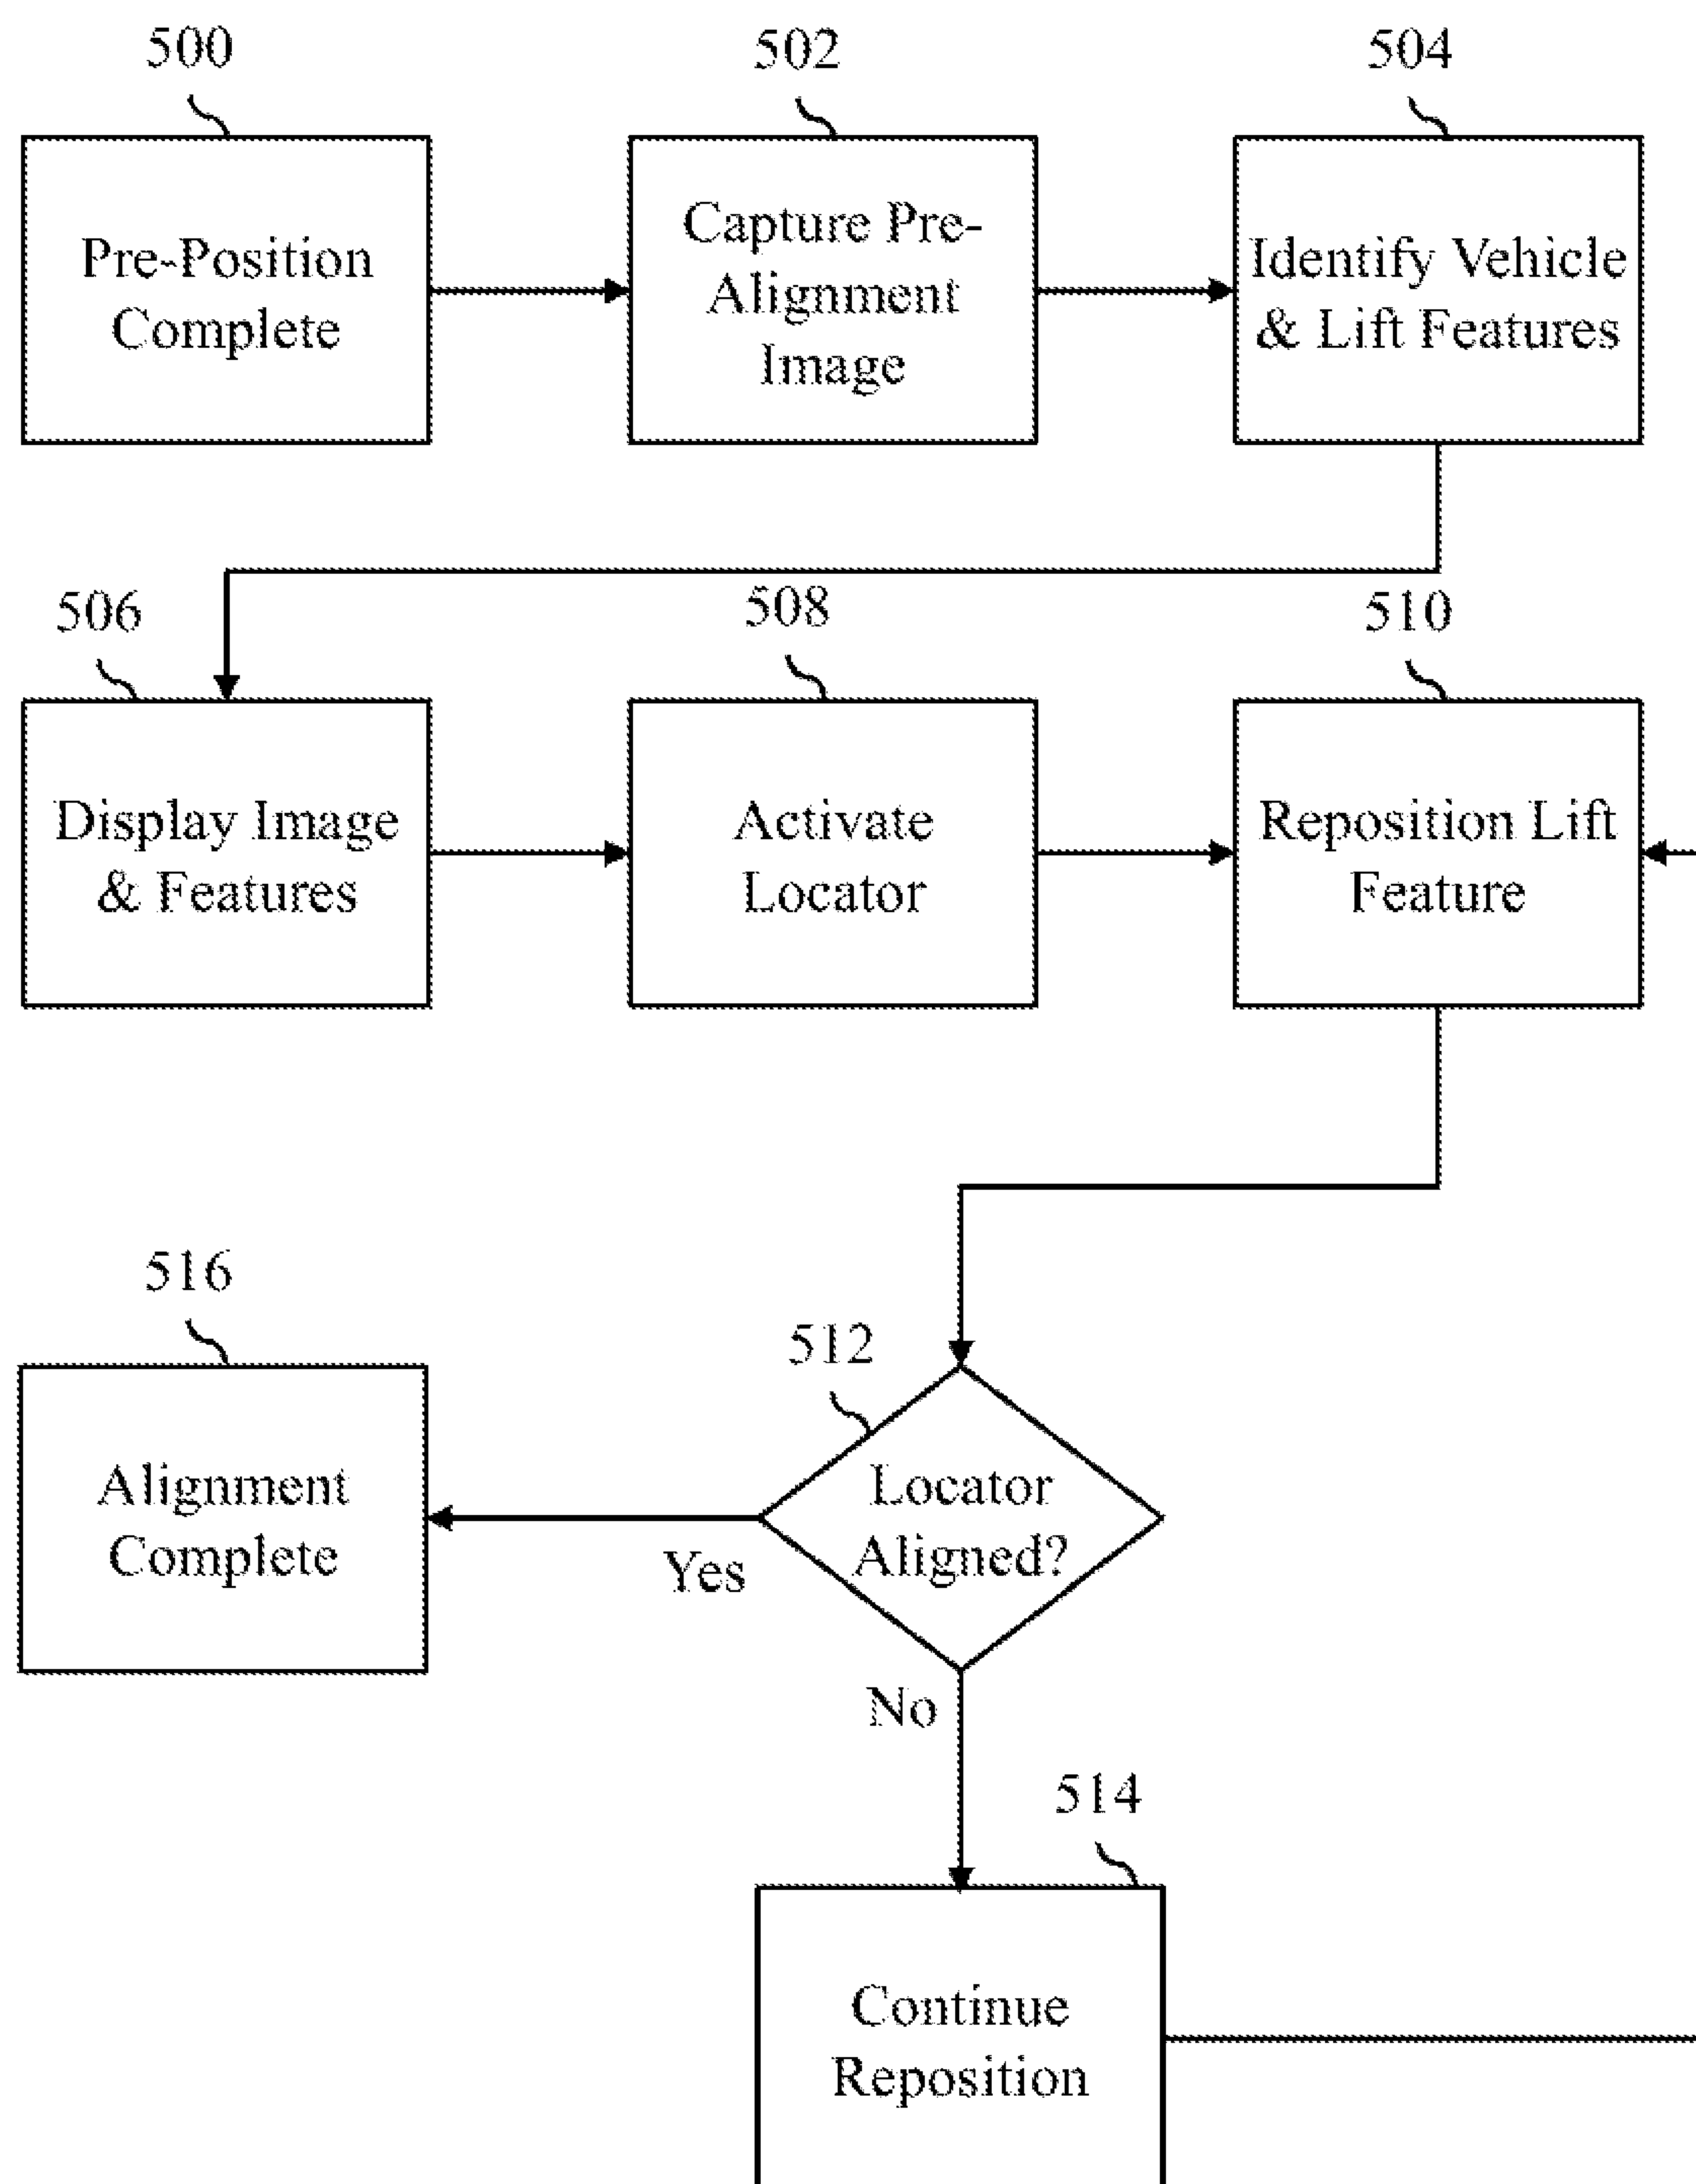 500
Pre-Position
Complete
502
Capture Pre-
Alignment
Image
504
Identify Vehicle
& Lift Features
506
Display Image
& Features
508
Activate
Locator
510
Reposition Lift
Feature
512
Locator
Aligned?
Yes
516
Alignment
Complete
No
514
Continue
Reposition